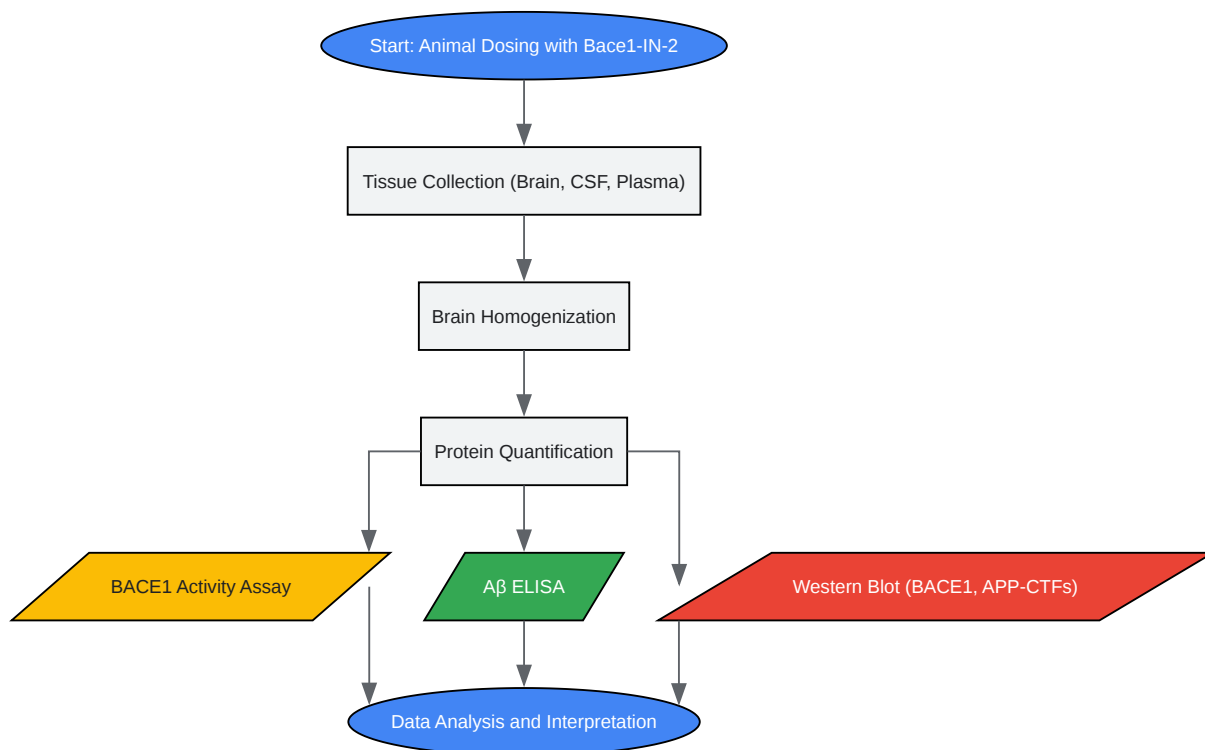 Start: Animal Dosing with Bace1-IN-2
Tissue Collection (Brain, CSF, Plasma)
Brain Homogenization
Protein Quantification
BACE1 Activity Assay
Aβ ELISA
Western Blot (BACE1, APP-CTFs)
Data Analysis and Interpretation